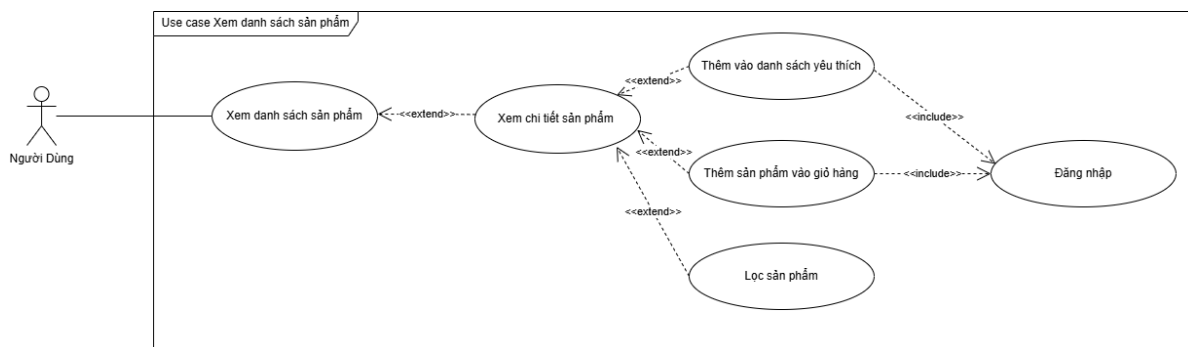 Use case Xem danh sách sản phẩm
Thêm vào danh sách yêu thích
<<extend>>
Xem danh sách sản phẩm
<<extend>>
Xem chi tiết sản phẩm
<<include>>
Người Dùng
<<extend>>
Thêm sản phẩm vào giỏ hàng
<<include>>
Đăng nhập
<<extend>>
Lọc sản phẩm